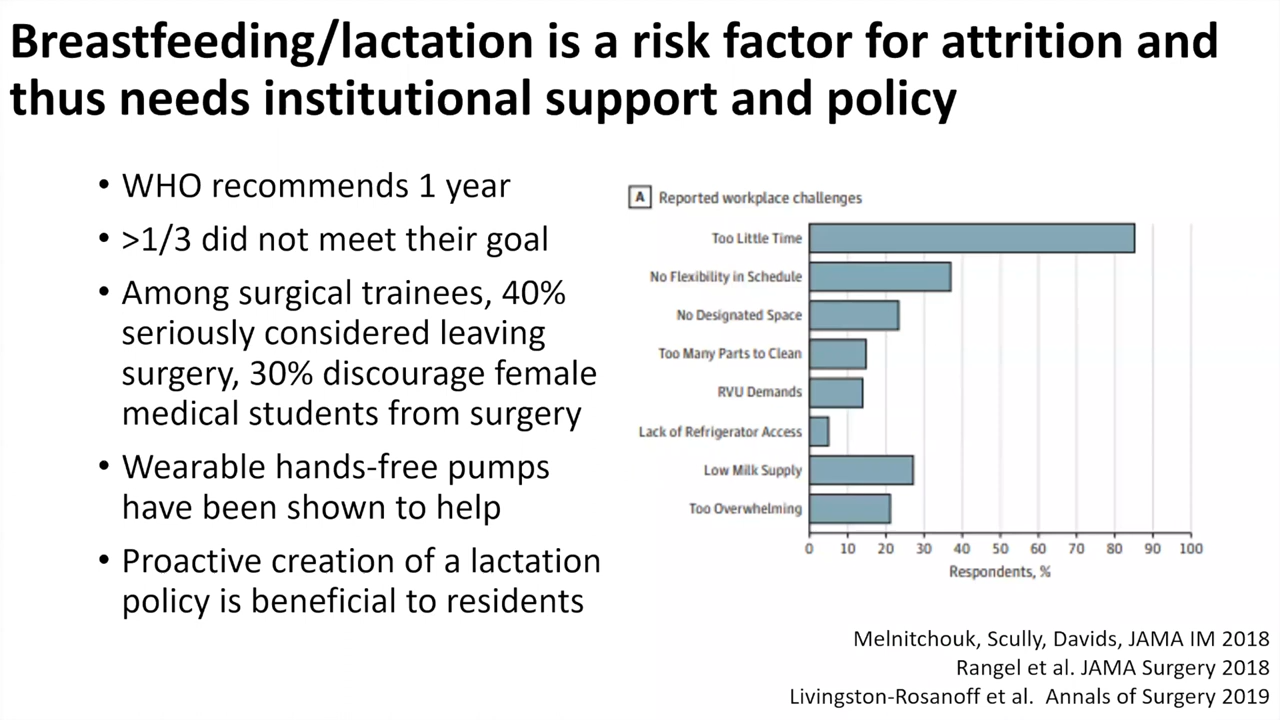 Breastfeeding/lactation is a risk factor for attrition and
thus needs institutional support and policy
• WHO recommends 1 year
• >1/3 did not meet their goal
• Among surgical trainees, 40%
seriously considered leaving
surgery, 30% discourage female
medical students from surgery
• Wearable hands-free pumps
have been shown to help
• Proactive creation of a lactation
policy is beneficial to residents
A Reported workplace challenges
Too Little Time
No Flexibility in Schedule
No Designated Space
Too Many Parts to Clean
RVU Demands
Lack of Refrigerator Access
Low Milk Supply
Too Overwhelming
0 10 20 30 40 50 60 70 80 90 100
Respondents, %
Melnitchouk, Scully, Davids, JAMA IM 2018
Rangel et al. JAMA Surgery 2018
Livingston-Rosanoff et al. Annals of Surgery 2019